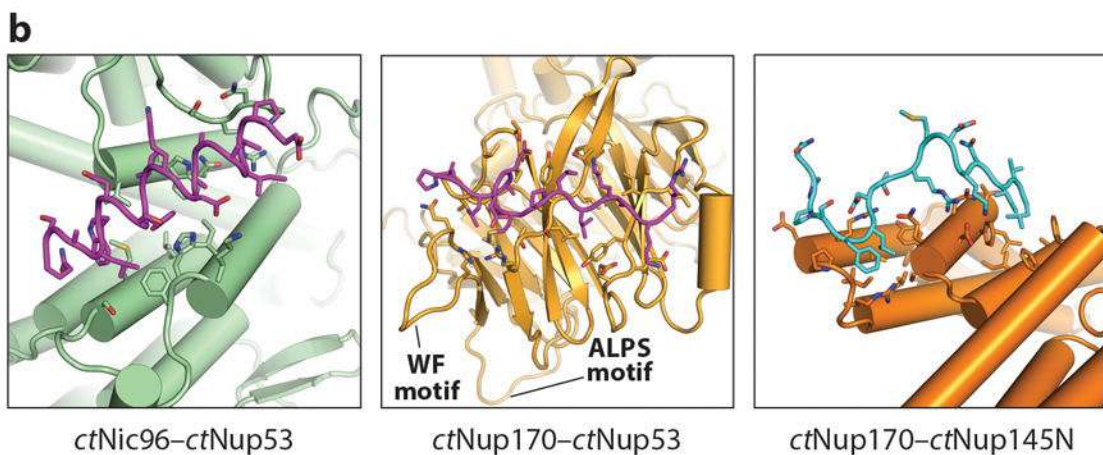 b
WF
motif
ALPS
motif
ctNic96–ctNup53
ctNup170–ctNup53
ctNup170–ctNup145N